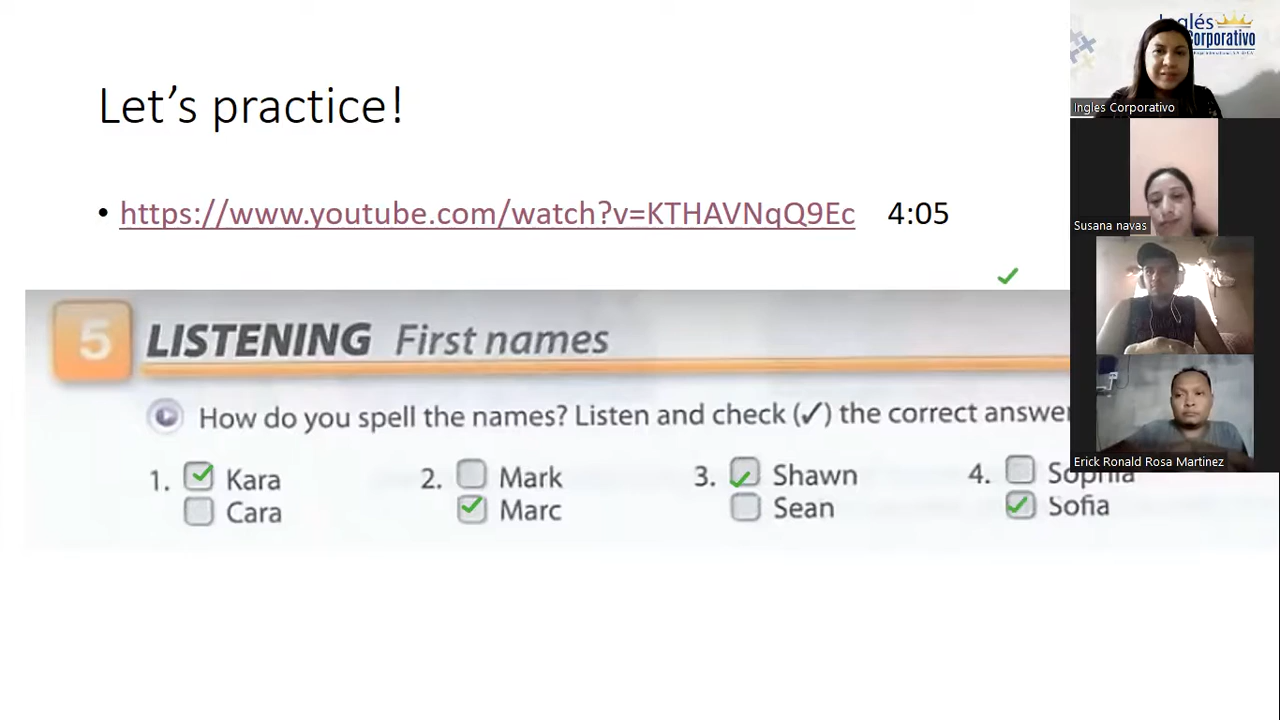 Let's practice!
• https://www.youtube.com/watch?v=KTHAVNqQ9Ec 4:05
5 LISTENING First names
How do you spell the names? Listen and check (✓) the correct answer
1. Kara 2. Mark 3. Shawn 4. Sophia
Cara Marc Sean Sofia
Inglés
Corporativo
Ingles Corporativo
Susana navas
Erick Ronald Rosa Martinez